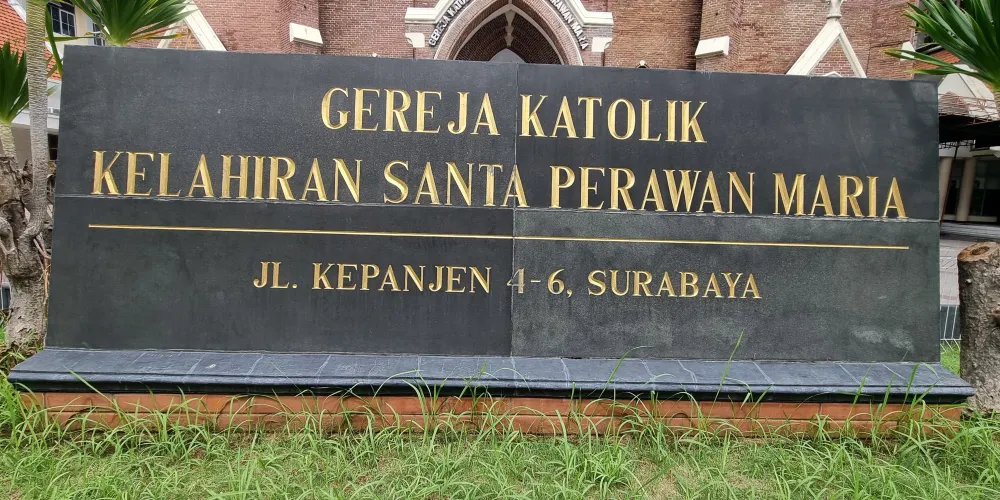 GEREJA KATOLIK
KELAHIRAN SANTA PERAWAN MARIA
JL. KEPANJEN 4-6, SURABAYA